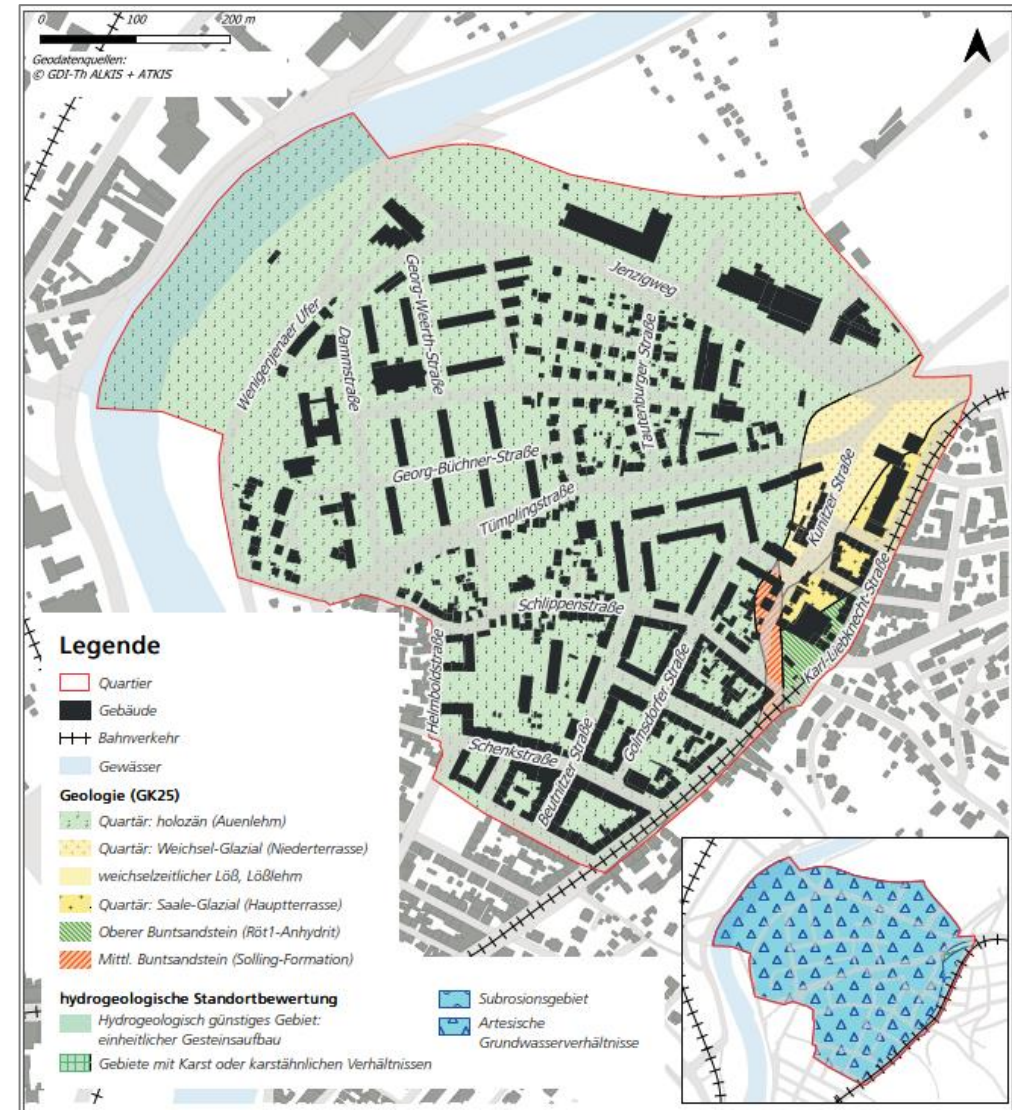 0 100 200 m
Geodatenquellen:
© GDI-Th ALKIS + ATKIS
Jenzigweg
Georg-Weerth-Straße
Wenigenjenaer Ufer
Dammstraße
Tautenburger Straße
Georg-Büchner-Straße
Tümplingstraße
Kunitzer Straße
Schlippenstraße
Karl-Liebknecht-Straße
Helmboldstraße
Golmsdorfer Straße
Schenkstraße
Beutnitzer Straße
Legende
Quartier
Gebäude
Bahnverkehr
Gewässer
Geologie (GK25)
Quartär: holozän (Auenlehm)
Quartär: Weichsel-Glazial (Niederterrasse)
weichselzeitlicher Löß, Lößlehm
Quartär: Saale-Glazial (Hauptterrasse)
Oberer Buntsandstein (Röt1-Anhydrit)
Mittl. Buntsandstein (Solling-Formation)
hydrogeologische Standortbewertung
Hydrogeologisch günstiges Gebiet:
einheitlicher Gesteinsaufbau
Gebiete mit Karst oder karstähnlichen Verhältnissen
Subrosionsgebiet
Artesische
Grundwasserverhältnisse